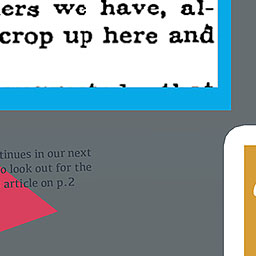 ers we have, al-
crop up here and
that
tinues in our next
o look out for the
article on p.2